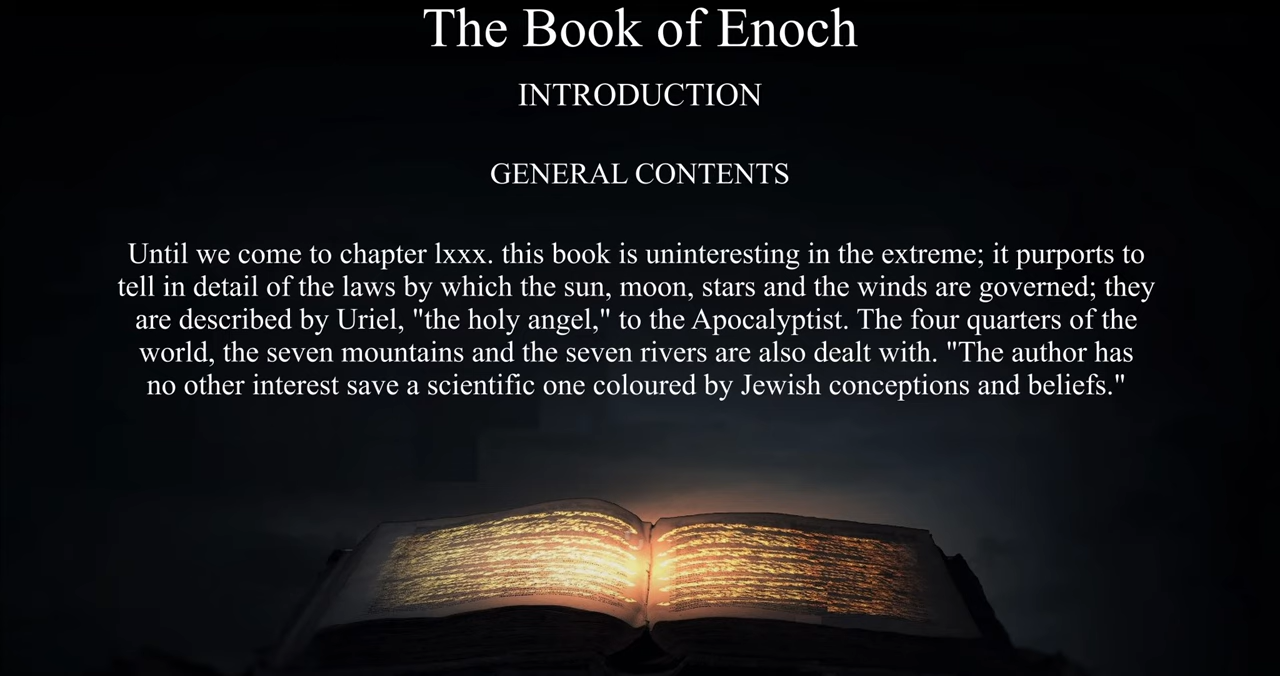 The Book of Enoch
INTRODUCTION
GENERAL CONTENTS
Until we come to chapter lxxx. this book is uninteresting in the extreme; it purports to
tell in detail of the laws by which the sun, moon, stars and the winds are governed; they
are described by Uriel, "the holy angel," to the Apocalyptist. The four quarters of the
world, the seven mountains and the seven rivers are also dealt with. "The author has
no other interest save a scientific one coloured by Jewish conceptions and beliefs."